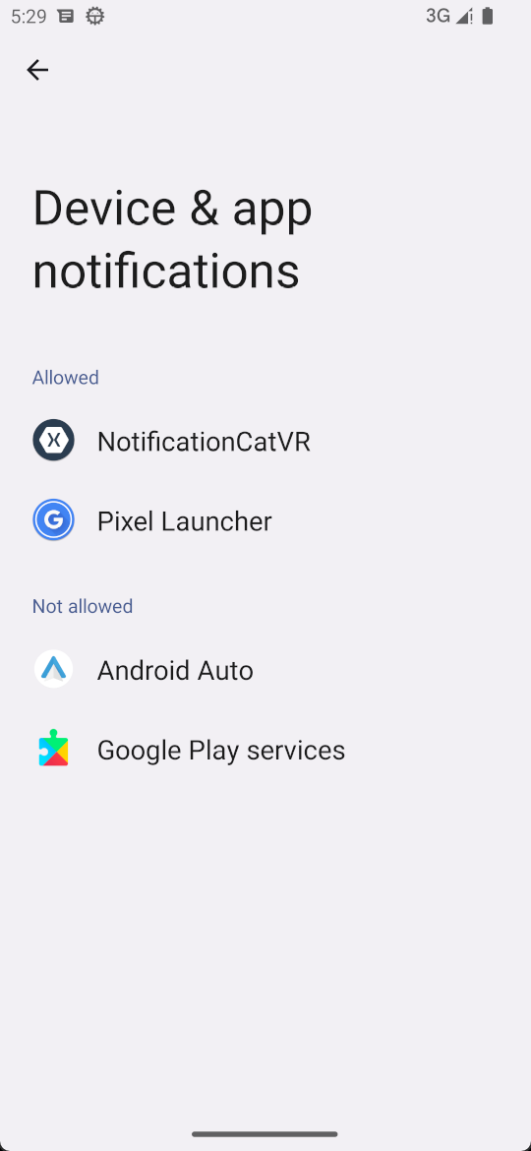 5:29
3G
Device & app
notifications
Allowed
NotificationCatVR
Pixel Launcher
Not allowed
Android Auto
Google Play services